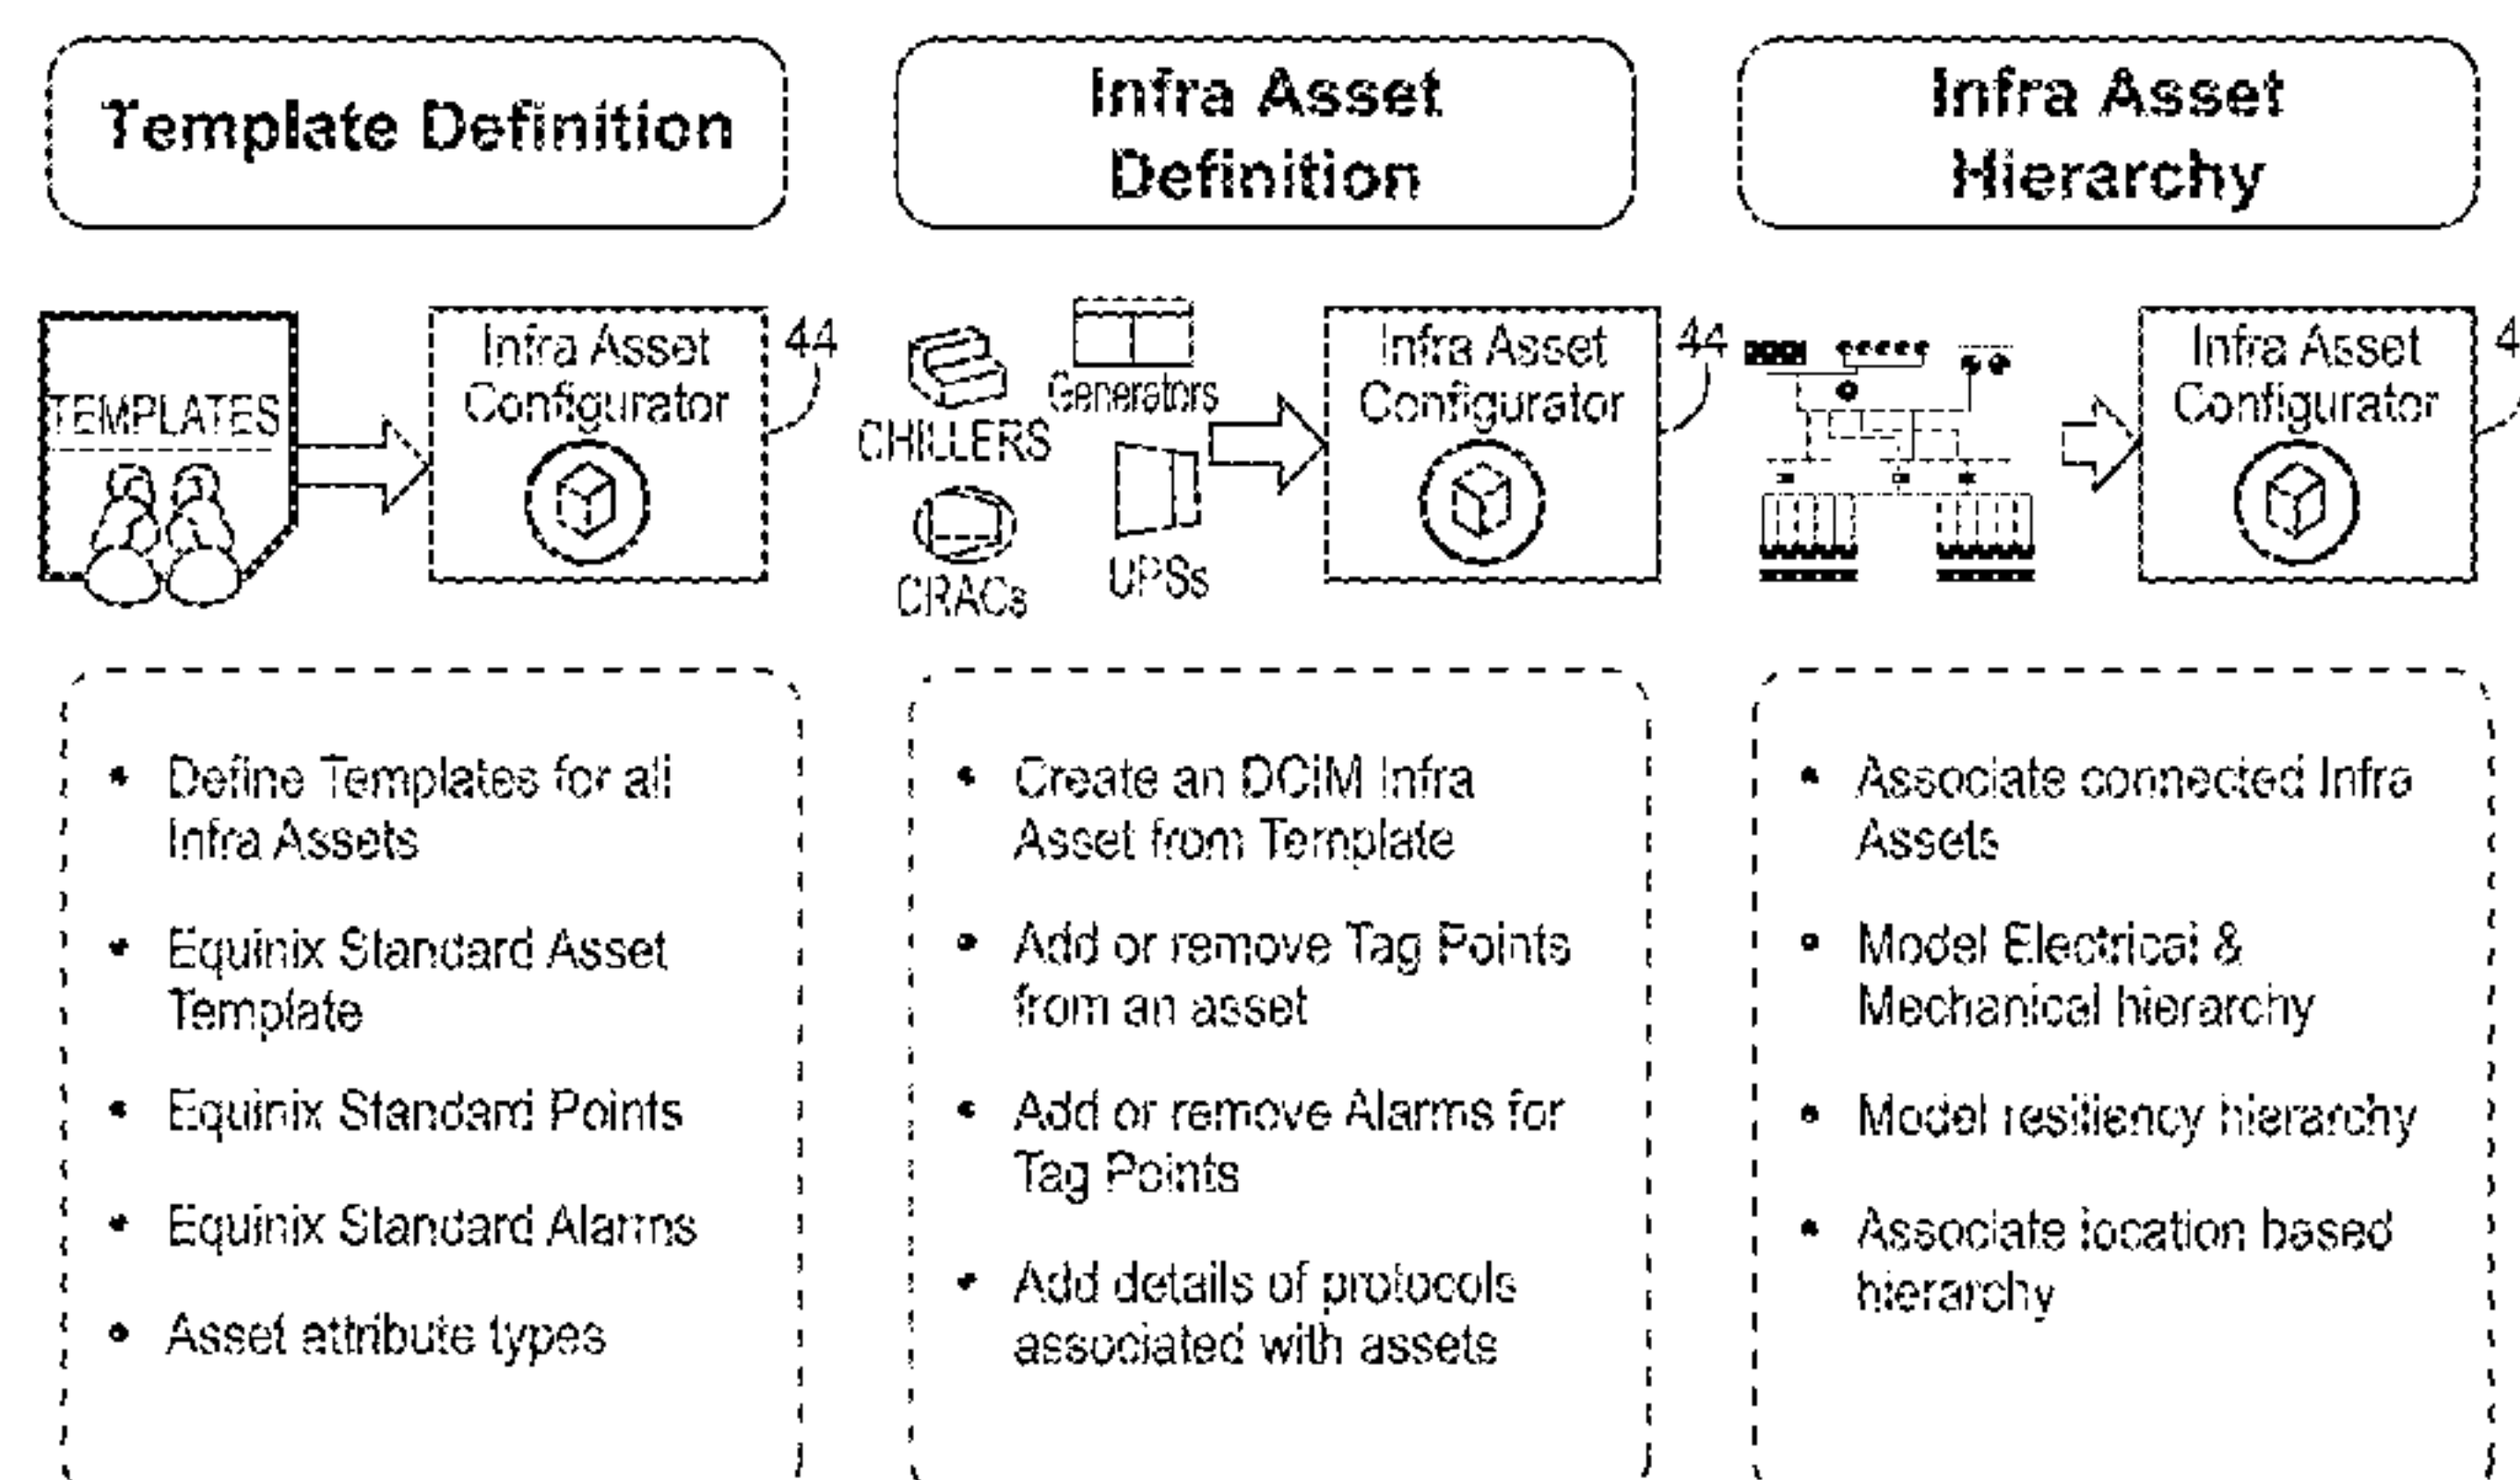 Template Definition
Infra Asset
Definition
Infra Asset
Hierarchy
TEMPLATES
Infra Asset
Configurator
44
CHILLERS
Generators
CRACs
UPSs
Infra Asset
Configurator
44
Infra Asset
Configurator
• Define Templates for all
Infra Assets
• Equinix Standard Asset
Template
• Equinix Standard Points
• Equinix Standard Alarms
• Asset attribute types
• Create an DCIM Infra
Asset from Template
• Add or remove Tag Points
from an asset
• Add or remove Alarms for
Tag Points
• Add details of protocols
associated with assets
• Associate connected Infra
Assets
• Model Electrical &
Mechanical hierarchy
• Model resiliency hierarchy
• Associate location based
hierarchy